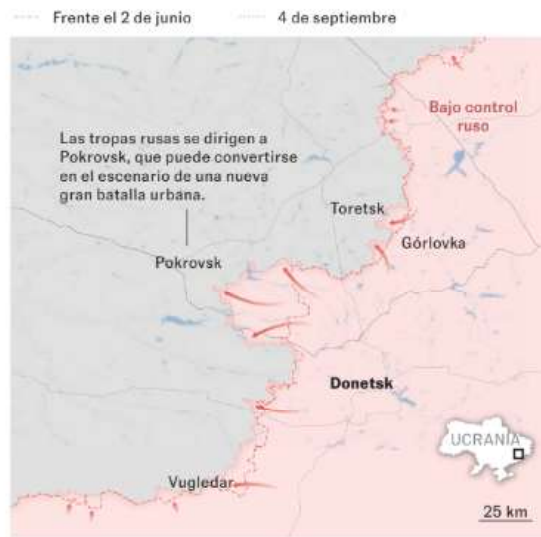 Frente el 2 de junio
4 de septiembre
Bajo control
ruso
Las tropas rusas se dirigen a
Pokrovsk, que puede convertirse
en el escenario de una nueva
gran batalla urbana.
Toretsk
Górlovka
Pokrovsk
Donetsk
UCRANIA
Vugledar
25 km